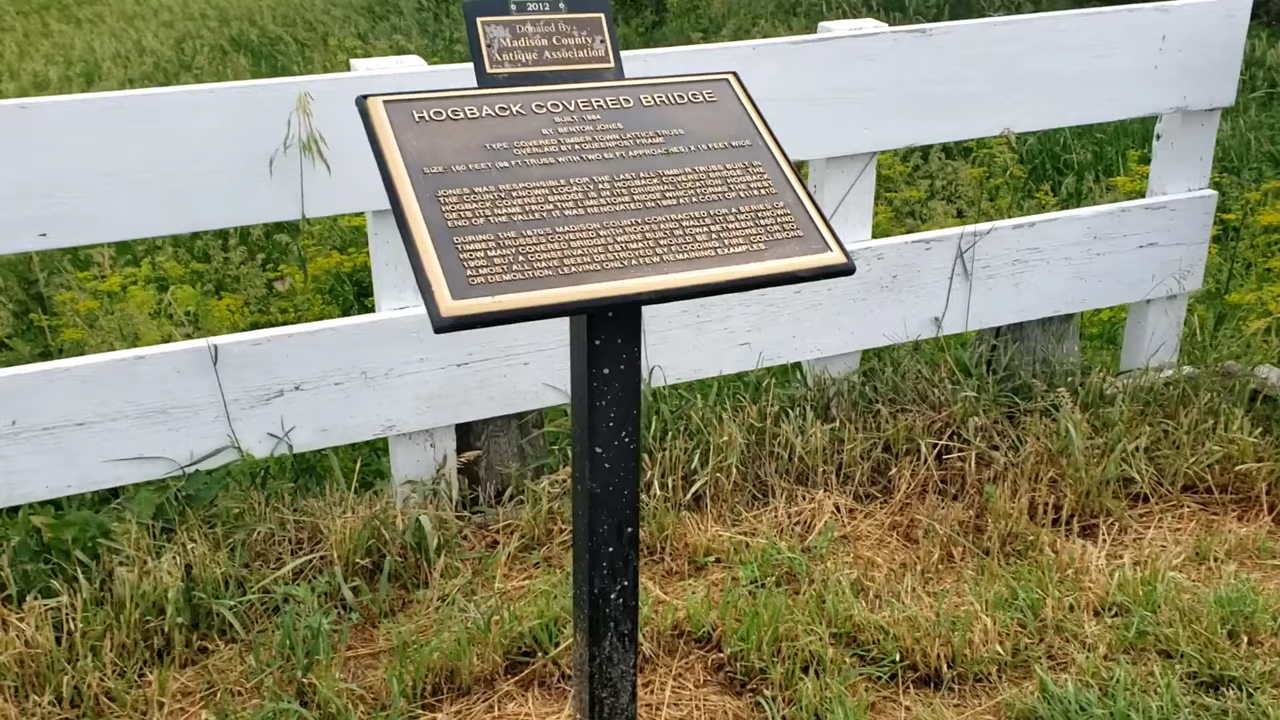 2012
Donated By:
Madison County
Antique Association
HOGBACK COVERED BRIDGE
BUILT: 1884
BY BENTON JONES
TYPE: COVERED TIMBER TOWN LATTICE TRUSS
OVERLAID BY A QUEENPOST FRAME
SIZE: 160 FEET (98 FT TRUSS WITH TWO 62 FT APPROACHES) X 15 FEET WIDE
JONES WAS RESPONSIBLE FOR THE LAST ALL TIMBER TRUSS BUILT IN
THE COUNTY, KNOWN LOCALLY AS HOGBACK COVERED BRIDGE. THE
HOGBACK COVERED BRIDGE IS IN ITS ORIGINAL LOCATION. HOGBACK
GETS ITS NAME FROM THE LIMESTONE RIDGE WHICH FORMS THE WEST
END OF THE VALLEY. IT WAS RENOVATED IN 1992 AT A COST OF
DURING THE 1870'S MADISON COUNTY CONTRACTED FOR A SERIES OF
TIMBER TRUSSES COVERED WITH ROOFS AND WALLS. IT IS NOT KNOWN
HOW MANY COVERED BRIDGES WERE BUILT IN IOWA BETWEEN AND
1900, BUT A CONSERVATIVE ESTIMATE WOULD BE A HUNDRED OR SO.
ALMOST ALL HAVE BEEN DESTROYED BY FLOODING, FIRE,
OR DEMOLITION, LEAVING ONLY A FEW REMAINING EXAMPLES.